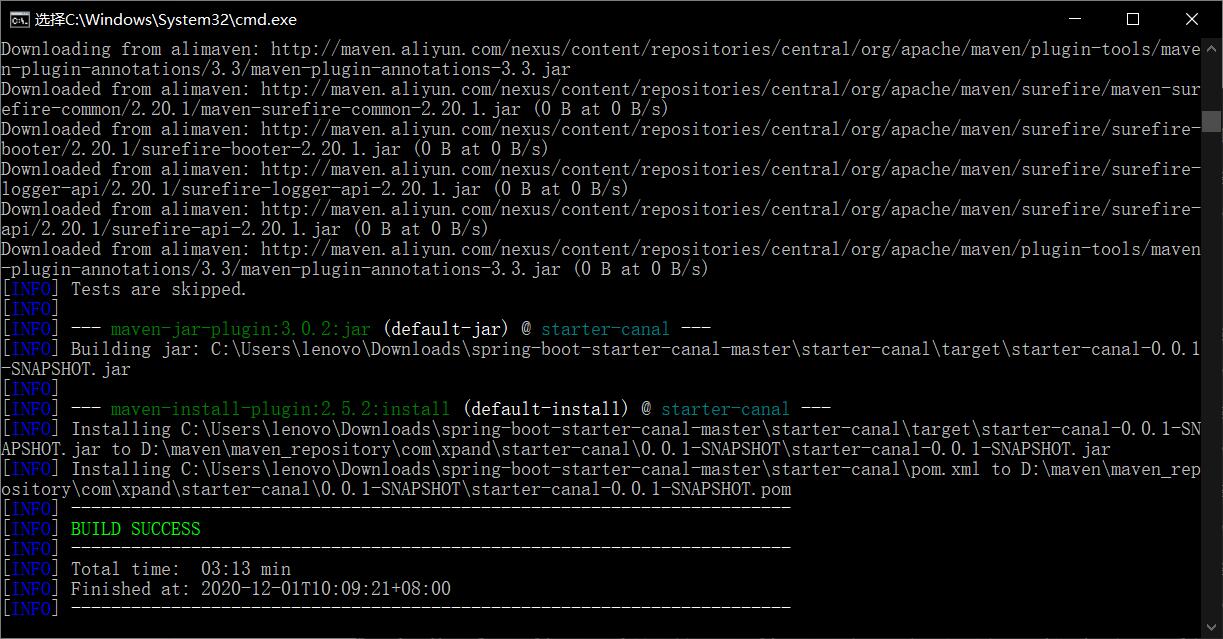 选择C:\Windows\System32\cmd.exe
Downloading from alimaven: http://maven.aliyun.com/nexus/content/repositories/central/org/apache/maven/plugin-tools/mave
n-plugin-annotations/3.3/maven-plugin-annotations-3.3.jar
Downloaded from alimaven: http://maven.aliyun.com/nexus/content/repositories/central/org/apache/maven/surefire/maven-sur
efire-common/2.20.1/maven-surefire-common-2.20.1.jar (0 B at 0 B/s)
Downloaded from alimaven: http://maven.aliyun.com/nexus/content/repositories/central/org/apache/maven/surefire/surefire-
booter/2.20.1/surefire-booter-2.20.1.jar (0 B at 0 B/s)
Downloaded from alimaven: http://maven.aliyun.com/nexus/content/repositories/central/org/apache/maven/surefire/surefire-
logger-api/2.20.1/surefire-logger-api-2.20.1.jar (0 B at 0 B/s)
Downloaded from alimaven: http://maven.aliyun.com/nexus/content/repositories/central/org/apache/maven/surefire/surefire-
api/2.20.1/surefire-api-2.20.1.jar (0 B at 0 B/s)
Downloaded from alimaven: http://maven.aliyun.com/nexus/content/repositories/central/org/apache/maven/plugin-tools/maven
-plugin-annotations/3.3/maven-plugin-annotations-3.3.jar (0 B at 0 B/s)
[INFO] Tests are skipped.
[INFO]
[INFO] --- maven-jar-plugin:3.0.2:jar (default-jar) @ starter-canal ---
[INFO] Building jar: C:\Users\lenovo\Downloads\spring-boot-starter-canal-master\starter-canal\target\starter-canal-0.0.1
-SNAPSHOT.jar
[INFO]
[INFO] --- maven-install-plugin:2.5.2:install (default-install) @ starter-canal ---
[INFO] Installing C:\Users\lenovo\Downloads\spring-boot-starter-canal-master\starter-canal\target\starter-canal-0.0.1-SN
APSHOT.jar to D:\maven\maven_repository\com\xpand\starter-canal\0.0.1-SNAPSHOT\starter-canal-0.0.1-SNAPSHOT.jar
[INFO] Installing C:\Users\lenovo\Downloads\spring-boot-starter-canal-master\starter-canal\pom.xml to D:\maven\maven_rep
ository\com\xpand\starter-canal\0.0.1-SNAPSHOT\starter-canal-0.0.1-SNAPSHOT.pom
[INFO] ------------------------------------------------------------------------
[INFO] BUILD SUCCESS
[INFO] ------------------------------------------------------------------------
[INFO] Total time:  03:13 min
[INFO] Finished at: 2020-12-01T10:09:21+08:00
[INFO] ------------------------------------------------------------------------